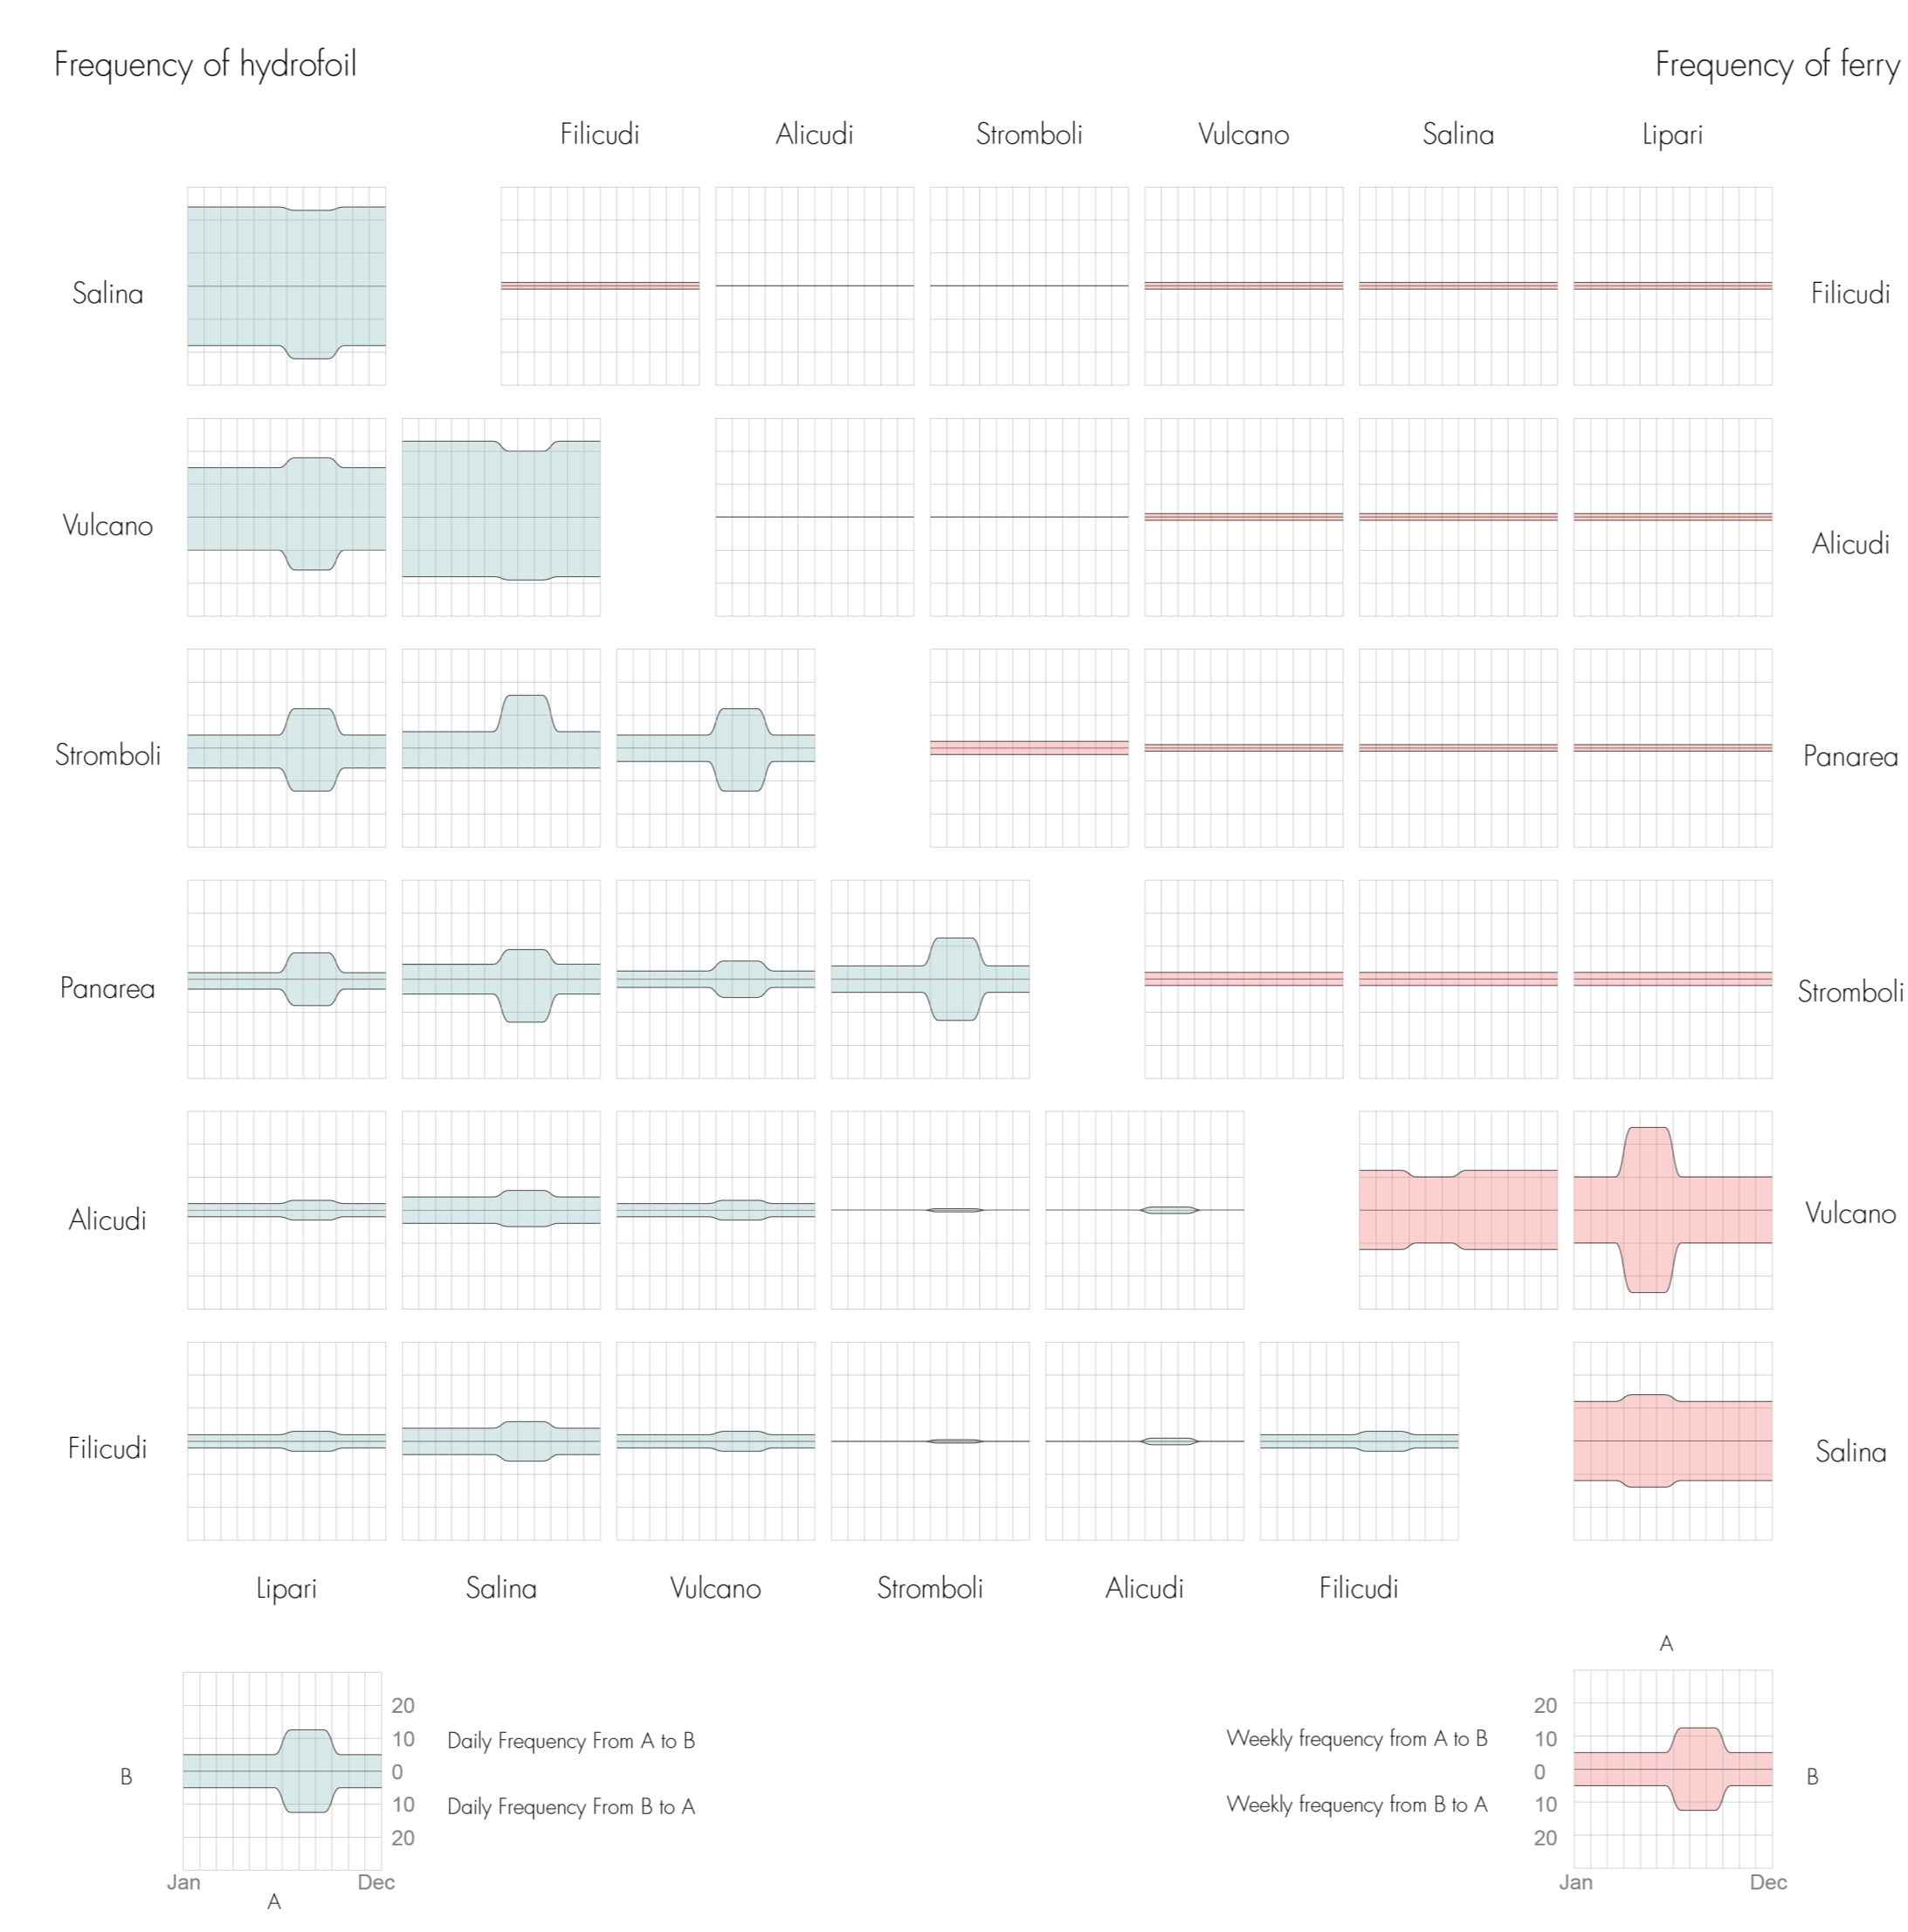 Frequency of hydrofoil
Frequency of ferry
Filicudi Alicudi Stromboli Vulcano Salina Lipari
Salina
Filicudi
Vulcano
Alicudi
Stromboli
Panarea
Panarea
Stromboli
Alicudi
Vulcano
Filicudi
Salina
Lipari Salina Vulcano Stromboli Alicudi Filicudi
B
20
10
0
10
20
Daily Frequency From A to B
Daily Frequency From B to A
Jan Dec
A
A
Weekly frequency from A to B
Weekly frequency from B to A
20
10
0
10
20
B
Jan Dec